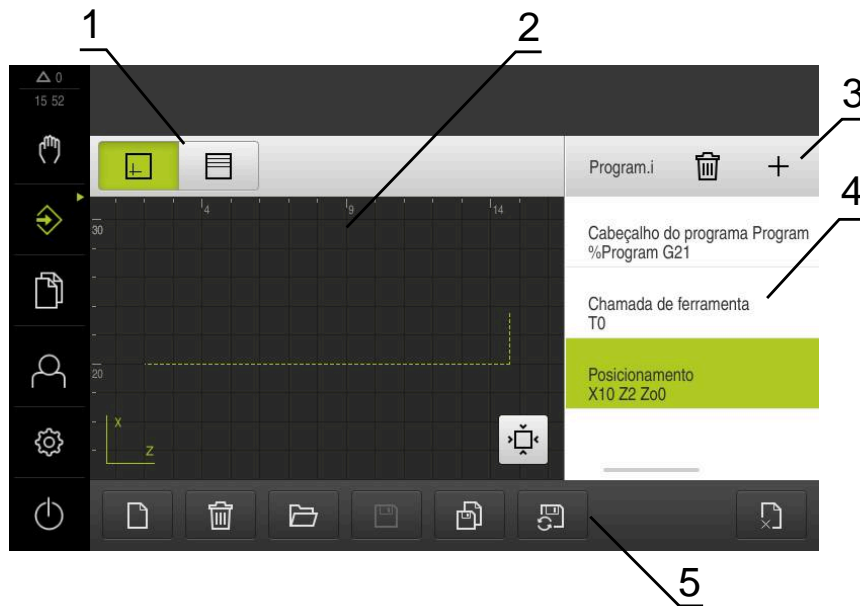 1
2
3
4
5
0
15 52
Program.i
4
9
14
30
20
X
Z
Cabeçalho do programa Program
%Program G21
Chamada de ferramenta
T0
Posicionamento
X10 Z2 Zo0